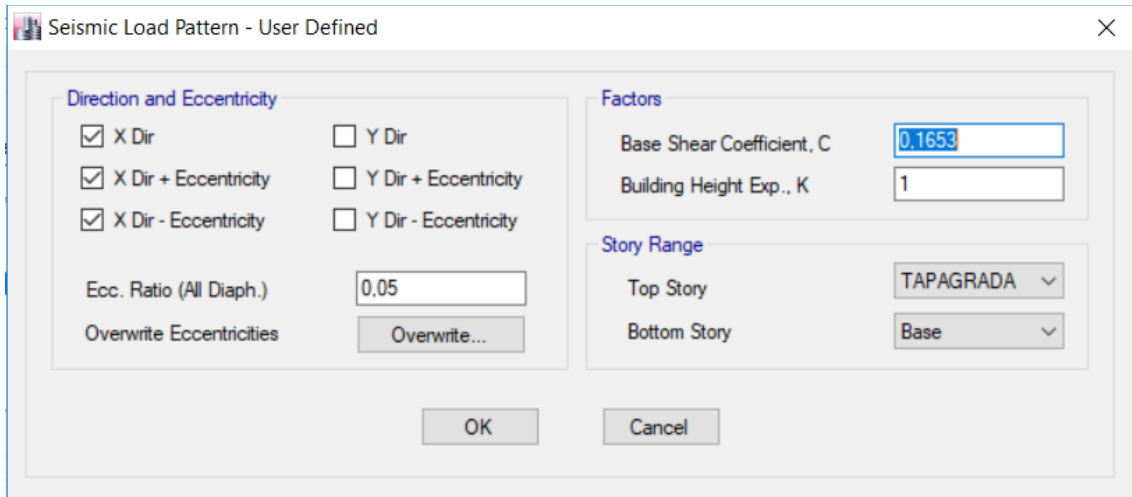 Seismic Load Pattern - User Defined
Direction and Eccentricity
X Dir
Y Dir
X Dir + Eccentricity
Y Dir + Eccentricity
X Dir - Eccentricity
Y Dir - Eccentricity
Ecc. Ratio (All Diaph.)
0,05
Overwrite Eccentricities
Overwrite...
Factors
Base Shear Coefficient, C
0,1653
Building Height Exp., K
1
Story Range
Top Story
TAPAGRADA
Bottom Story
Base
OK
Cancel